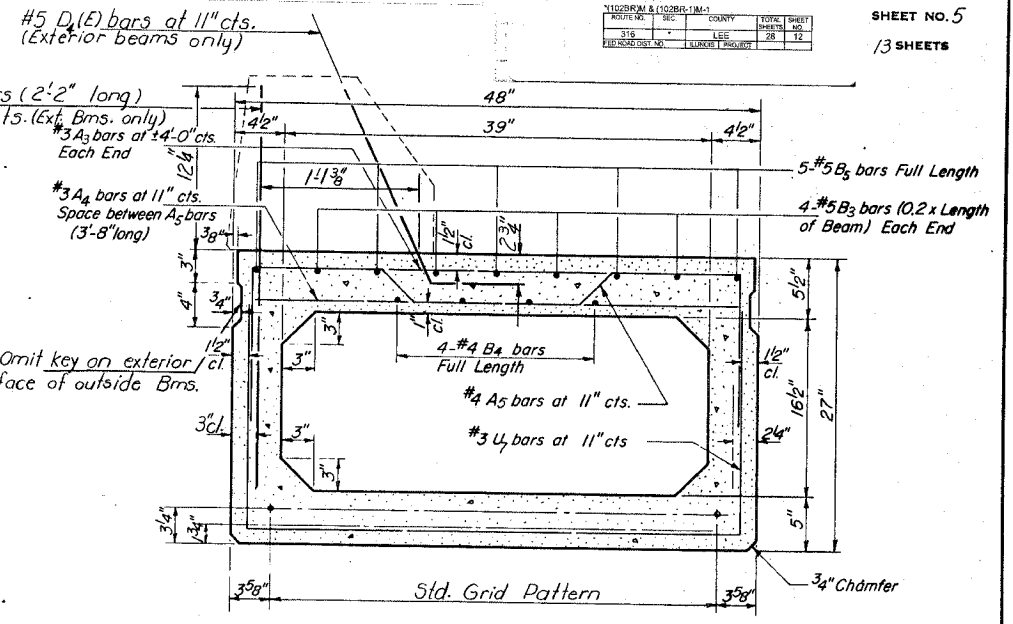 #5 D4(E) bars at 11" cts.
(Exterior beams only)
(102BR)M & (102BR-1)M-1
ROUTE NO. SEC. COUNTY TOTAL SHEETS SHEET NO.
316 * LEE 28 12
FED ROAD DIST. NO. ILLINOIS PROJECT
SHEET NO. 5
13 SHEETS
(2'-2" long)
(Ext. Bms. only)
48"
4½" 39" 4½"
#3 A3 bars at ±4'-0" cts.
Each End
12¼"
1'-1⅜"
5-#5 B5 bars Full Length
#3 A4 bars at 11" cts.
Space between A5 bars
(3'-8" long)
4-#5 B3 bars (0.2 x Length
of Beam) Each End
⅜"
1½"
cl.
2¾"
3"
4"
¾"
5½"
1"
cl.
3"
3"
4-#4 B4 bars
Full Length
1½"
cl.
1½"
cl.
Omit key on exterior
face of outside Bms.
#4 A5 bars at 11" cts.
16½"
27"
3" cl.
3"
3"
#3 U7 bars at 11" cts
2¼"
3¼"
1¾"
5"
¾" Chamfer
3⅝" Std. Grid Pattern 3⅝"